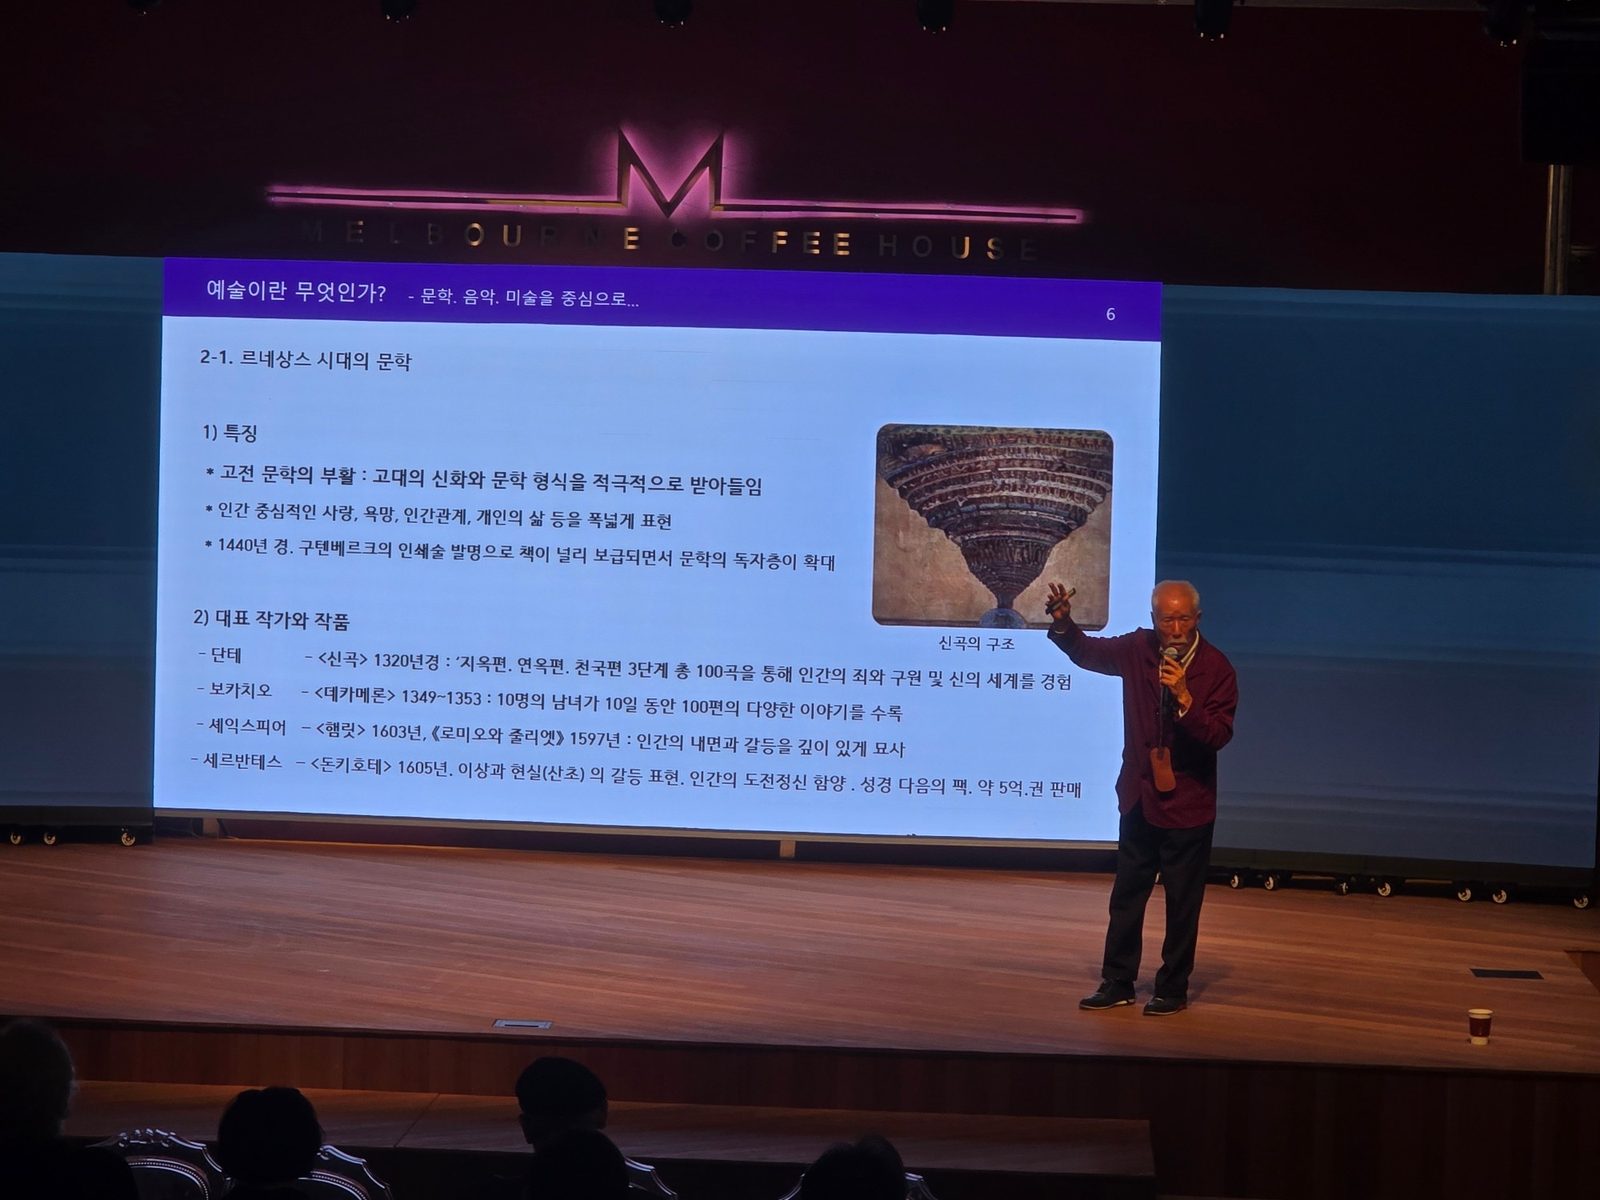 M
MELBOURNE COFFEE HOUSE
예술이란 무엇인가? - 문학. 음악. 미술을 중심으로...
6
2-1. 르네상스 시대의 문학
1) 특징
* 고전 문학의 부활 : 고대의 신화와 문학 형식을 적극적으로 받아들임
* 인간 중심적인 사랑, 욕망, 인간관계, 개인의 삶 등을 폭넓게 표현
* 1440년 경. 구텐베르크의 인쇄술 발명으로 책이 널리 보급되면서 문학의 독자층이 확대
신곡의 구조
2) 대표 작가와 작품
- 단테 - <신곡> 1320년경 : '지옥편. 연옥편. 천국편 3단계 총 100곡을 통해 인간의 죄와 구원 및 신의 세계를 경험
- 보카치오 - <데카메론> 1349~1353 : 10명의 남녀가 10일 동안 100편의 다양한 이야기를 수록
- 셰익스피어 - <햄릿> 1603년, 《로미오와 줄리엣》 1597년 : 인간의 내면과 갈등을 깊이 있게 묘사
- 세르반테스 - <돈키호테> 1605년. 이상과 현실(산초) 의 갈등 표현. 인간의 도전정신 함양 . 성경 다음의 팩. 약 5억.권 판매